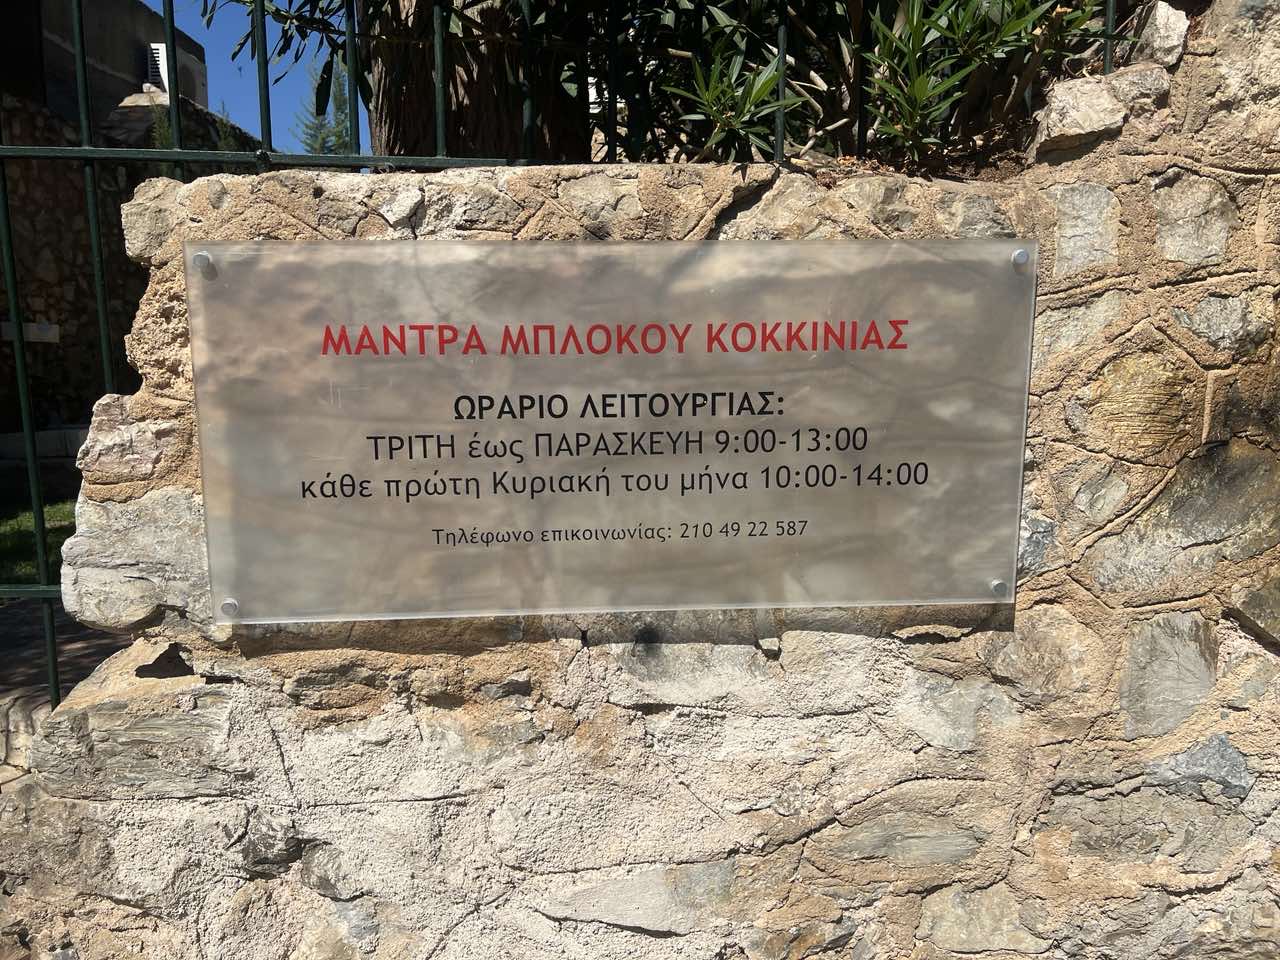 ΜΑΝΤΡΑ ΜΠΛΟΚΟΥ ΚΟΚΚΙΝΙΑΣ
ΩΡΑΡΙΟ ΛΕΙΤΟΥΡΓΙΑΣ:
ΤΡΙΤΗ έως ΠΑΡΑΣΚΕΥΗ 9:00-13:00
κάθε πρώτη Κυριακή του μήνα 10:00-14:00
Τηλέφωνο επικοινωνίας: 210 49 22 587